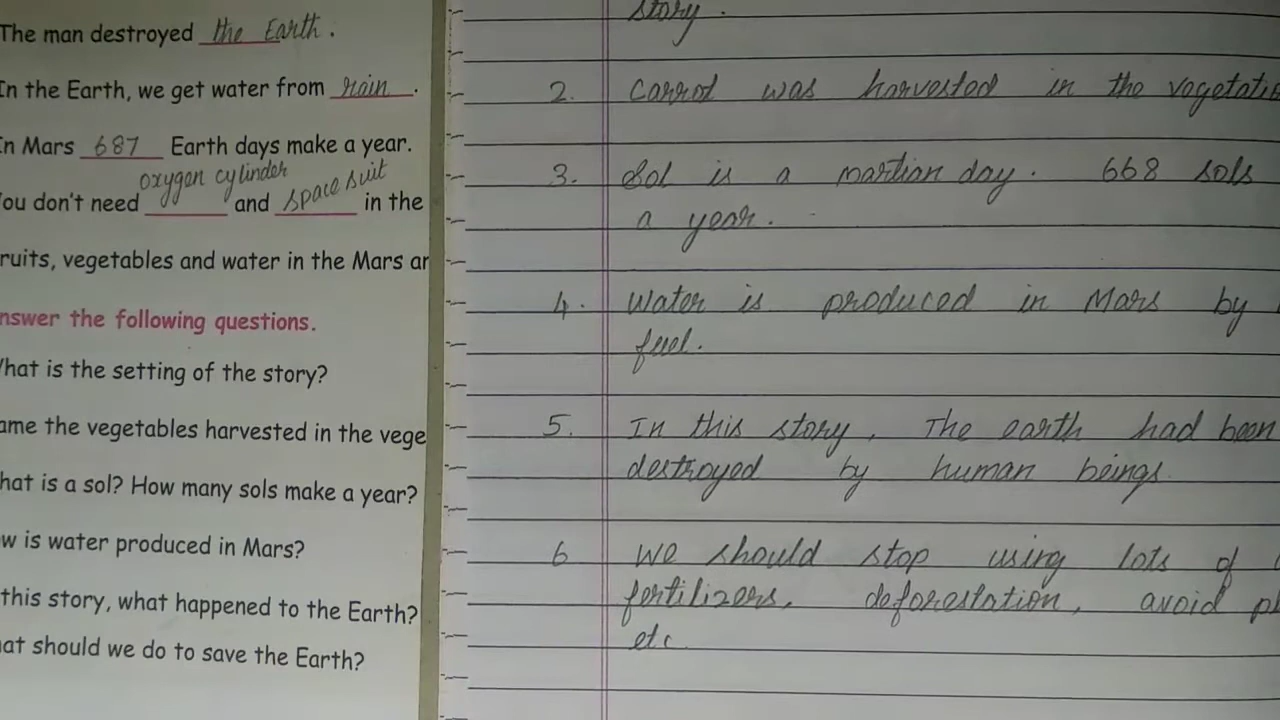 The man destroyed the Earth.
In the Earth, we get water from rain.
In Mars 687 Earth days make a year.
oxygen cylinder space suit
You don't need and in the
ruits, vegetables and water in the Mars ar
nswer the following questions.
What is the setting of the story?
ame the vegetables harvested in the vege
hat is a sol? How many sols make a year?
w is water produced in Mars?
this story, what happened to the Earth?
at should we do to save the Earth?
story.
2. Carrot was harvested in the vegetati
3. Sol is a martian day. 668 sols
a year.
4. Water is produced in Mars by
fuel.
5. In this story, The earth had been
destroyed by human beings.
6 We should stop using lots of
fertilizers, deforestation, avoid pl
etc.